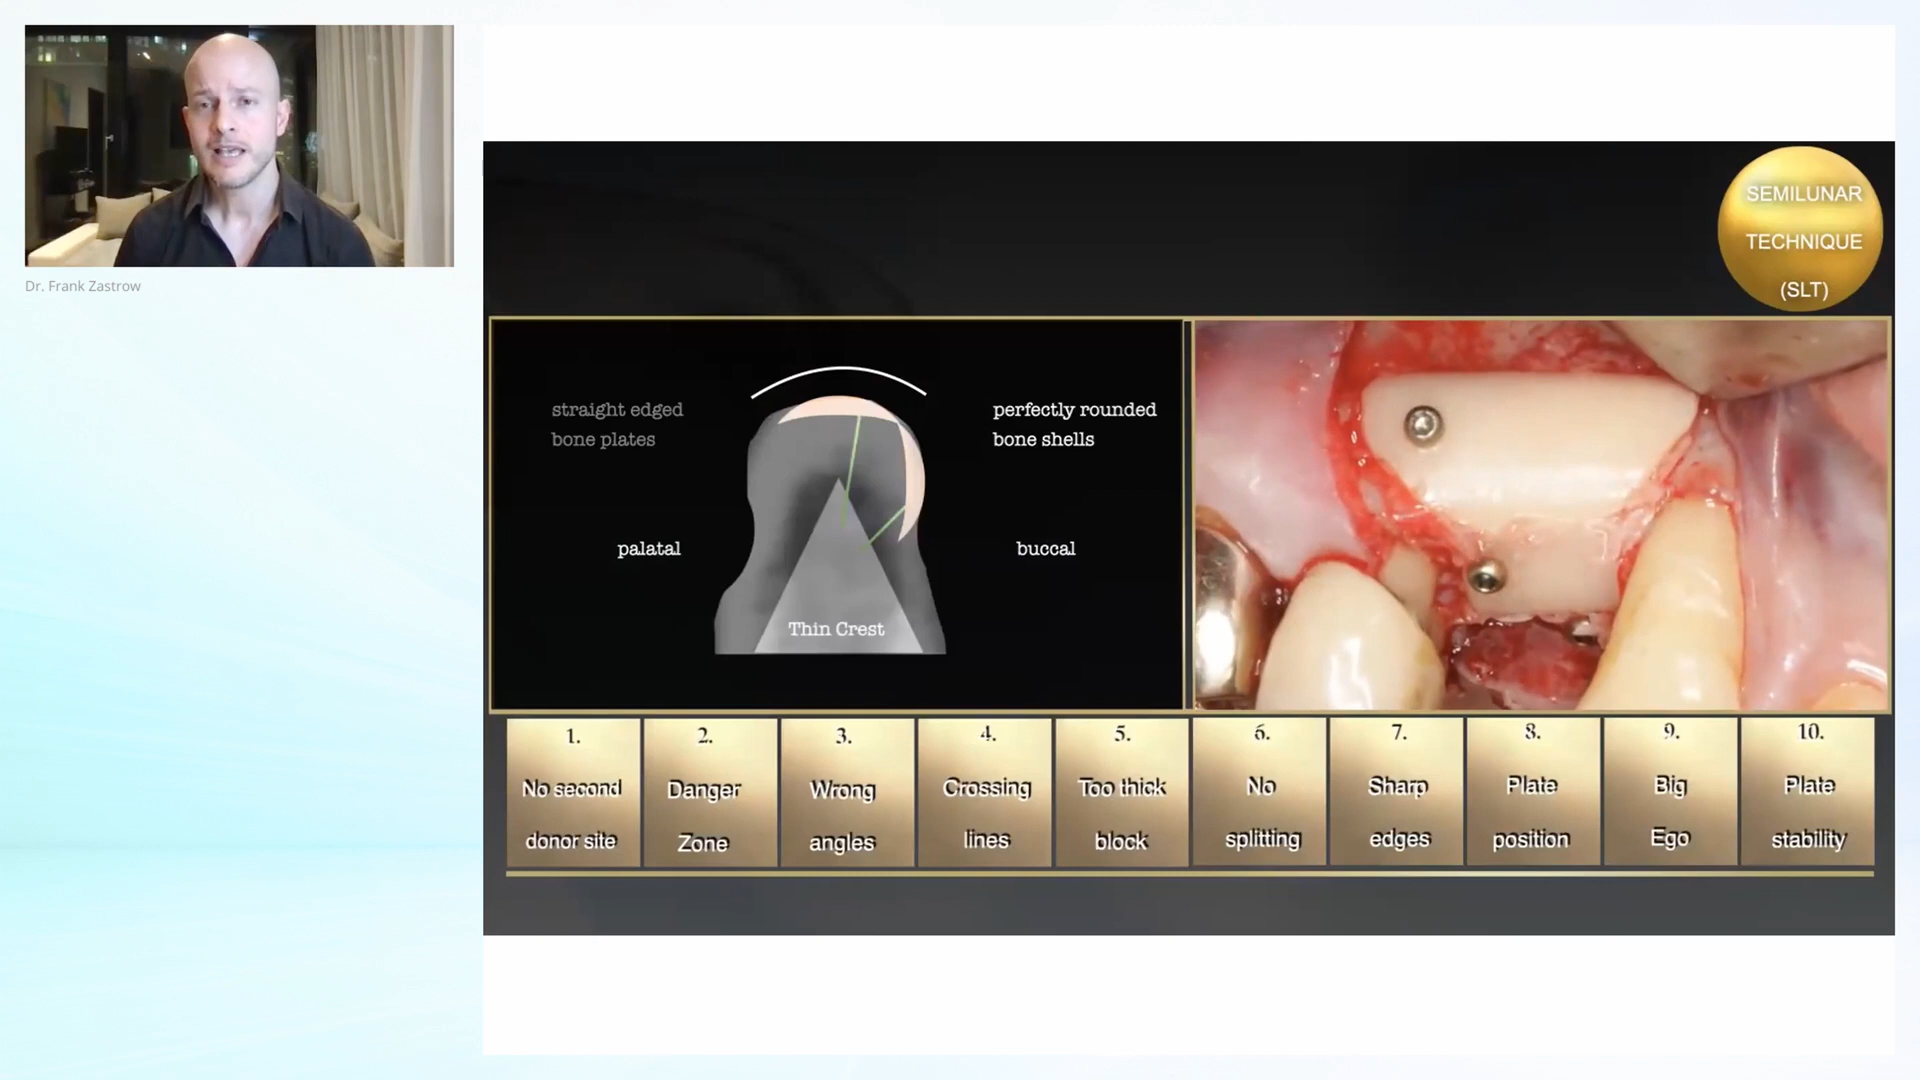 Dr. Frank Zastrow
SEMILUNAR
TECHNIQUE
(SLT)
straight edged
bone plates
perfectly rounded
bone shells
palatal
buccal
Thin Crest
1.
No second
donor site
2.
Danger
Zone
3.
Wrong
angles
4.
Crossing
lines
5.
Too thick
block
6.
No
splitting
7.
Sharp
edges
8.
Plate
position
9.
Big
Ego
10.
Plate
stability